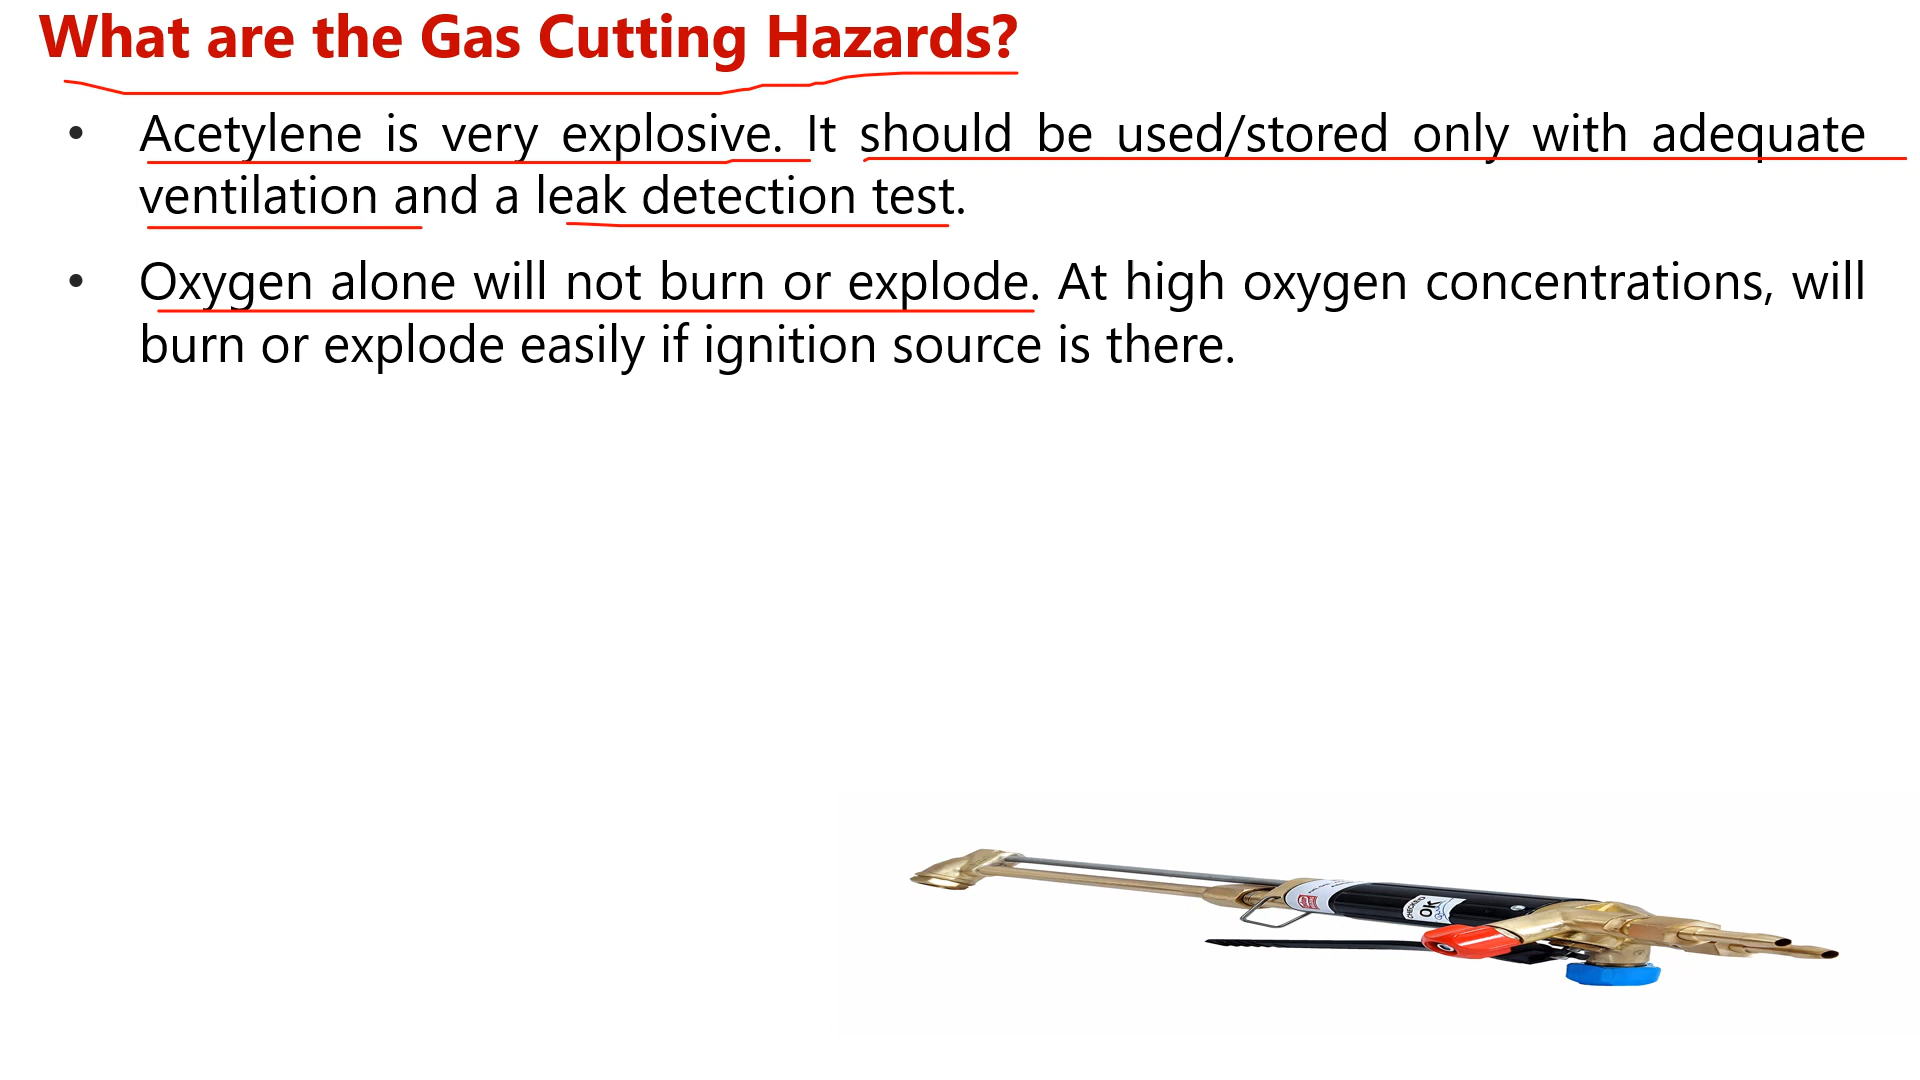 What are the Gas Cutting Hazards?
• Acetylene is very explosive. It should be used/stored only with adequate
ventilation and a leak detection test.
• Oxygen alone will not burn or explode. At high oxygen concentrations, will
burn or explode easily if ignition source is there.
OK